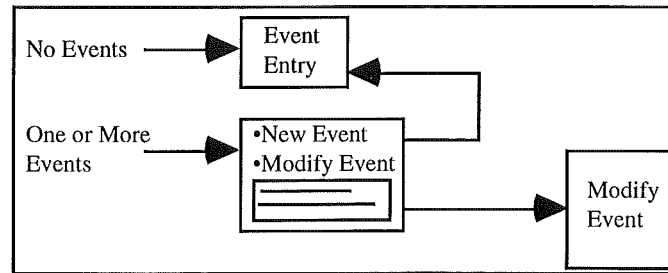 No Events
Event
Entry
One or More
Events
•New Event
•Modify Event
Modify
Event